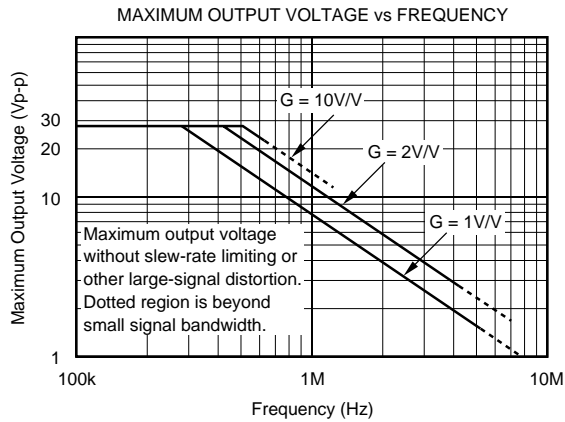 MAXIMUM OUTPUT VOLTAGE vs FREQUENCY
Maximum Output Voltage (Vp-p)
30
20
10
1
G = 10V/V
G = 2V/V
G = 1V/V
Maximum output voltage
without slew-rate limiting or
other large-signal distortion.
Dotted region is beyond
small signal bandwidth.
100k
1M
10M
Frequency (Hz)